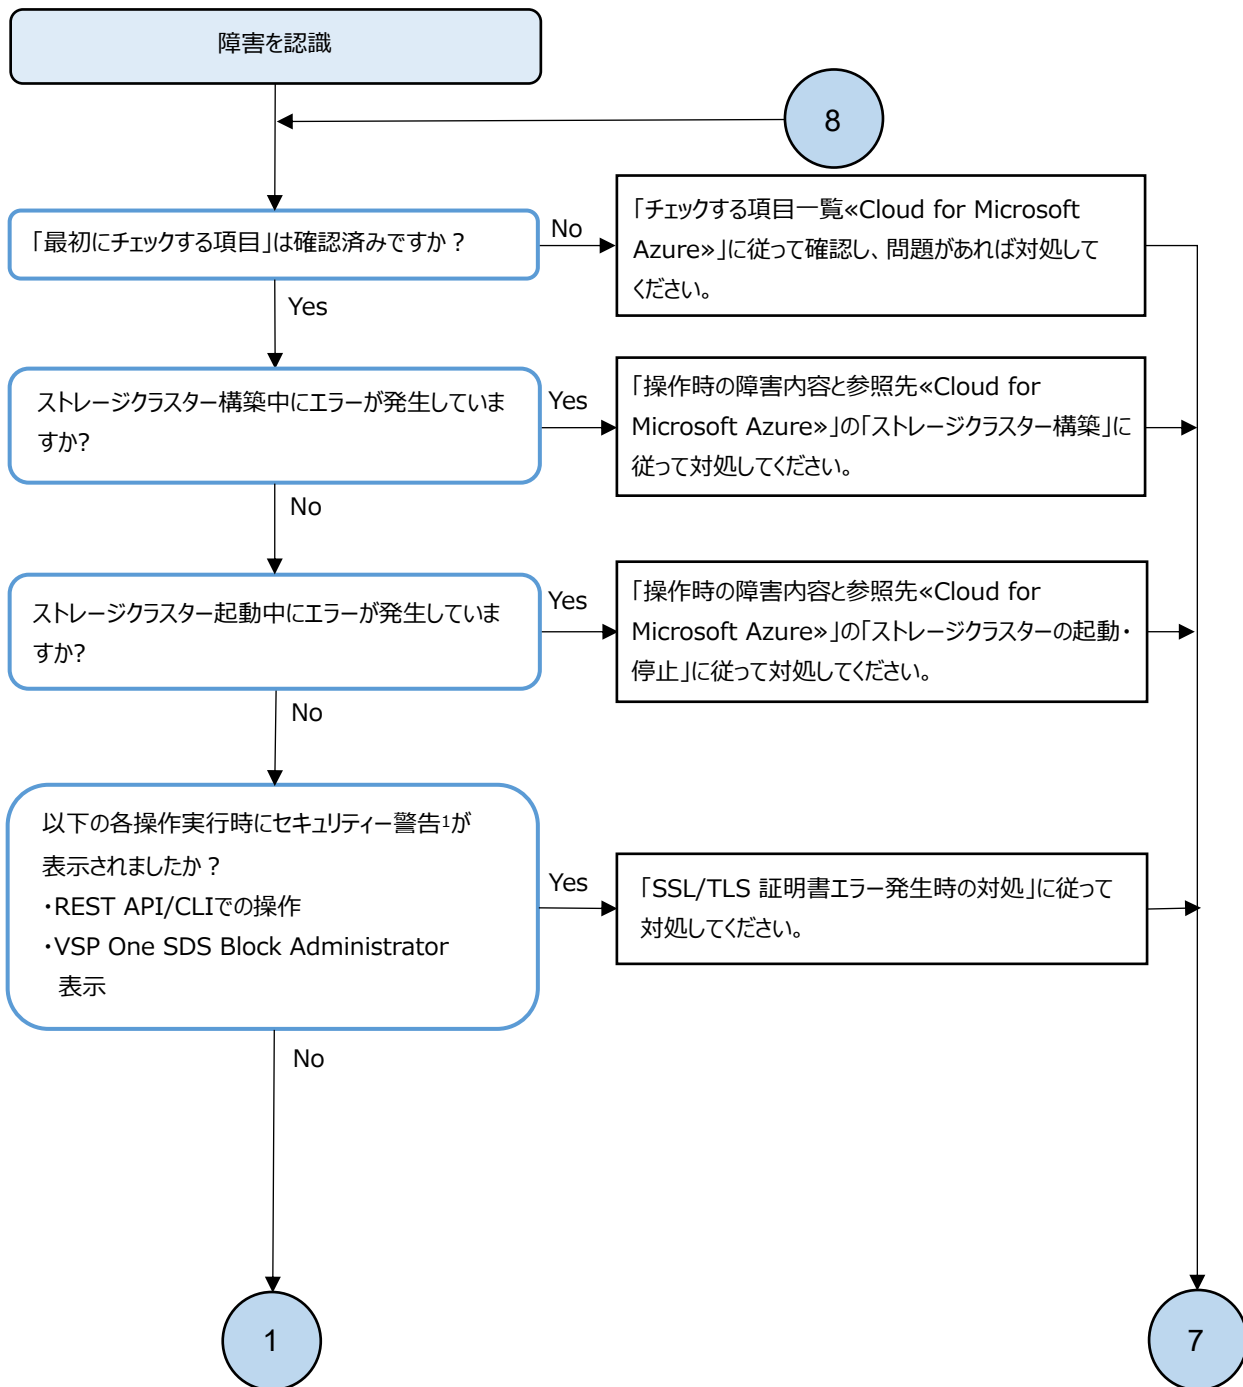 障害を認識
8
「最初にチェックする項目」は確認済みですか？
No
「チェックする項目一覧«Cloud for Microsoft
Azure»」に従って確認し、問題があれば対処して
ください。
Yes
ストレージクラスター構築中にエラーが発生していま
すか?
Yes
「操作時の障害内容と参照先«Cloud for
Microsoft Azure»」の「ストレージクラスター構築」に
従って対処してください。
No
ストレージクラスター起動中にエラーが発生していま
すか?
Yes
「操作時の障害内容と参照先«Cloud for
Microsoft Azure»」の「ストレージクラスターの起動・
停止」に従って対処してください。
No
以下の各操作実行時にセキュリティー警告1が
表示されましたか？
・REST API/CLIでの操作
・VSP One SDS Block Administrator
表示
Yes
「SSL/TLS 証明書エラー発生時の対処」に従って
対処してください。
No
1
7